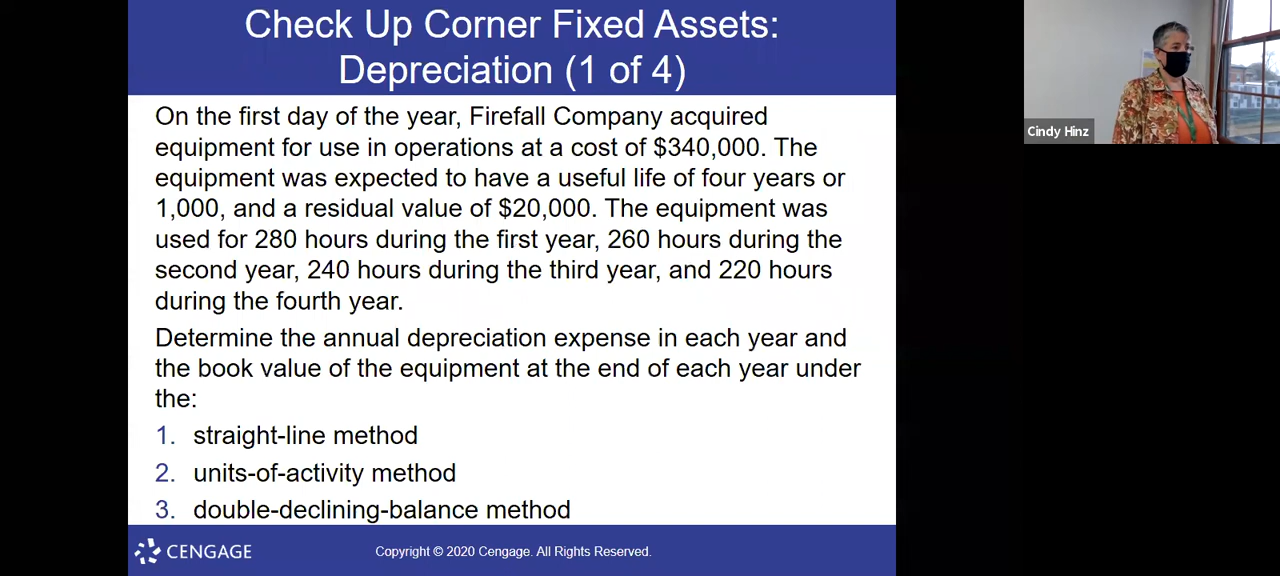 Check Up Corner Fixed Assets:
Depreciation (1 of 4)
On the first day of the year, Firefall Company acquired
equipment for use in operations at a cost of $340,000. The
equipment was expected to have a useful life of four years or
1,000, and a residual value of $20,000. The equipment was
used for 280 hours during the first year, 260 hours during the
second year, 240 hours during the third year, and 220 hours
during the fourth year.
Determine the annual depreciation expense in each year and
the book value of the equipment at the end of each year under
the:
1. straight-line method
2. units-of-activity method
3. double-declining-balance method
CENGAGE
Copyright © 2020 Cengage. All Rights Reserved.
Cindy Hinz